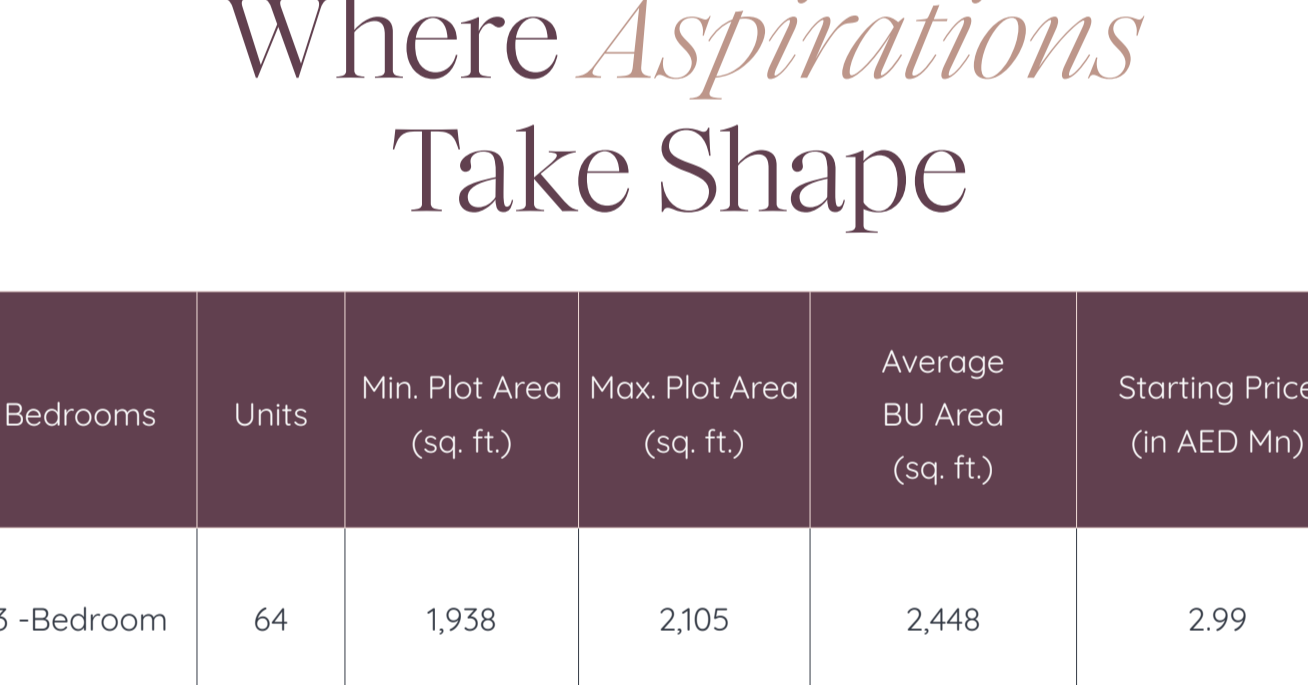 Where Aspirations
Take Shape
Bedrooms
Units
Min. Plot Area
(sq. ft.)
Max. Plot Area
(sq. ft.)
Average
BU Area
(sq. ft.)
Starting Price
(in AED Mn)
3 -Bedroom
64
1,938
2,105
2,448
2.99